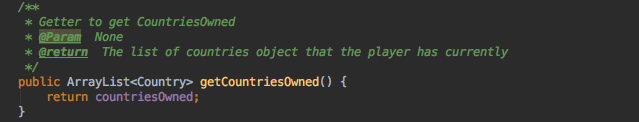 /**
* Getter to get CountriesOwned
* @Param  None
* @return  The list of countries object that the player has currently
*/
public ArrayList<Country> getCountriesOwned() {
return countriesOwned;
}